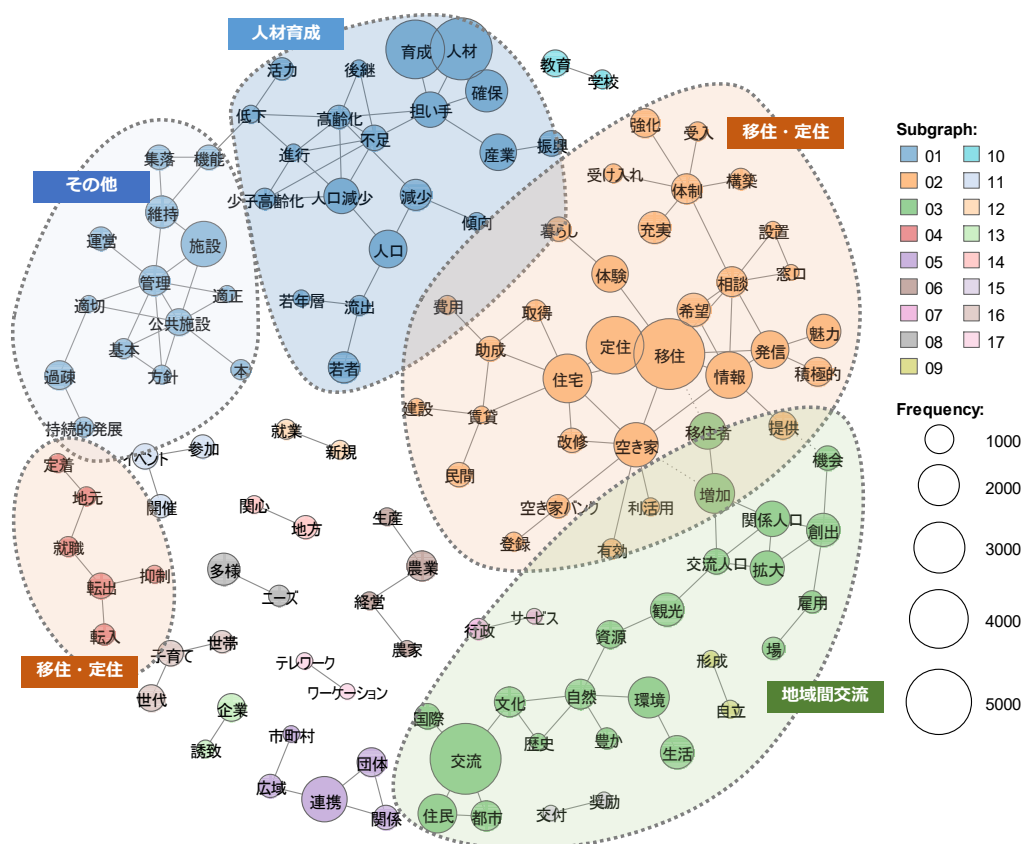 人材育成
育成
人材
活力
後継
確保
低下
高齢化
担い手
不足
進行
産業
振興
少子高齢化
人口減少
減少
傾向
人口
若年層
流出
若者
教育
学校
その他
集落
機能
維持
運営
施設
管理
適切
適正
公共施設
基本
方針
本
過疎
持続的発展
移住・定住
強化
受入
受け入れ
体制
構築
充実
設置
窓口
暮らし
体験
相談
希望
費用
取得
助成
定住
移住
発信
魅力
積極的
情報
住宅
建設
賃貸
改修
空き家
民間
移住者
提供
空き家バンク
利活用
登録
有効
増加
機会
関係人口
創出
交流人口
拡大
雇用
場
観光
資源
形成
自立
地域間交流
自然
環境
文化
国際
歴史
豊か
生活
交流
住民
都市
交付
奨励
就業
新規
イベント
参加
開催
定着
地元
就職
転出
抑制
転入
移住・定住
関心
地方
生産
農業
経営
農家
多様
ニーズ
行政
サービス
子育て
世帯
世代
テレワーク
ワーケーション
企業
誘致
市町村
広域
団体
連携
関係
Subgraph:
01
02
03
04
05
06
07
08
09
10
11
12
13
14
15
16
17
Frequency:
1000
2000
3000
4000
5000